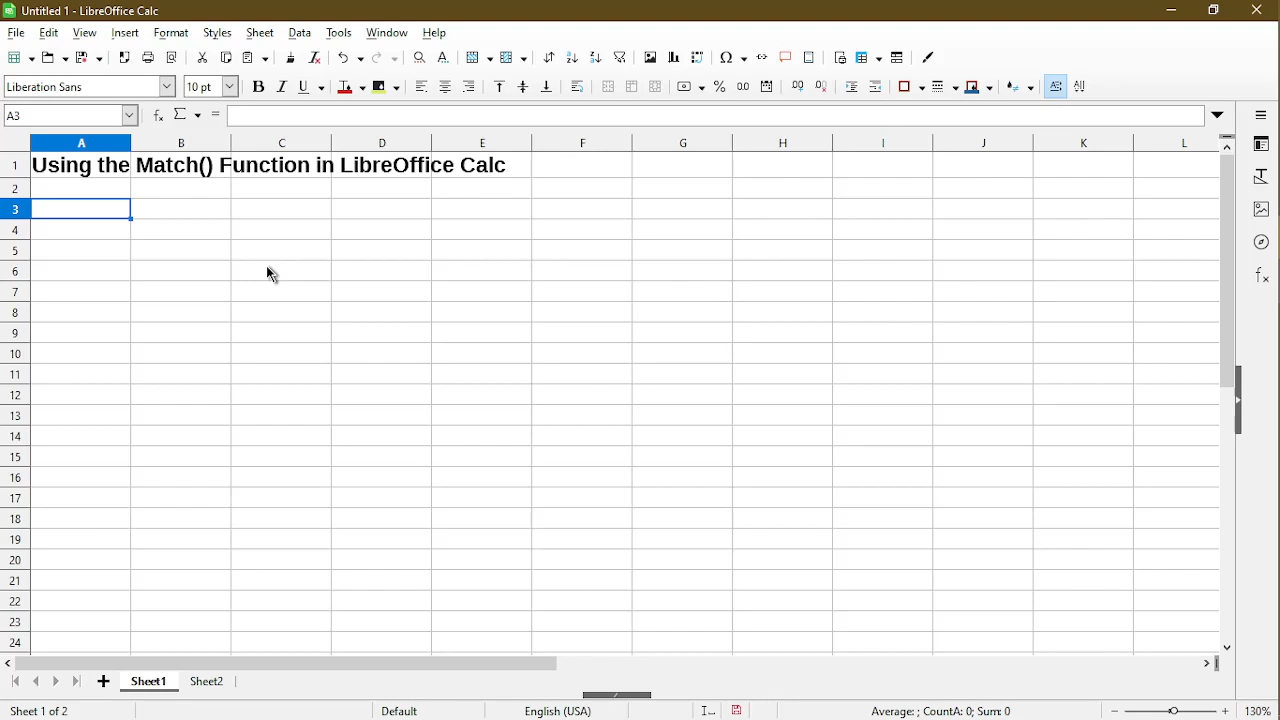 Untitled 1 - LibreOffice Calc
File Edit View Insert Format Styles Sheet Data Tools Window Help
Liberation Sans 10 pt
A3
A B C D E F G H I J K L
1 Using the Match() Function in LibreOffice Calc
2
3
4
5
6
7
8
9
10
11
12
13
14
15
16
17
18
19
20
21
22
23
24
Sheet1 Sheet2
Sheet 1 of 2 Default English (USA) Average: ; CountA: 0; Sum: 0 130%